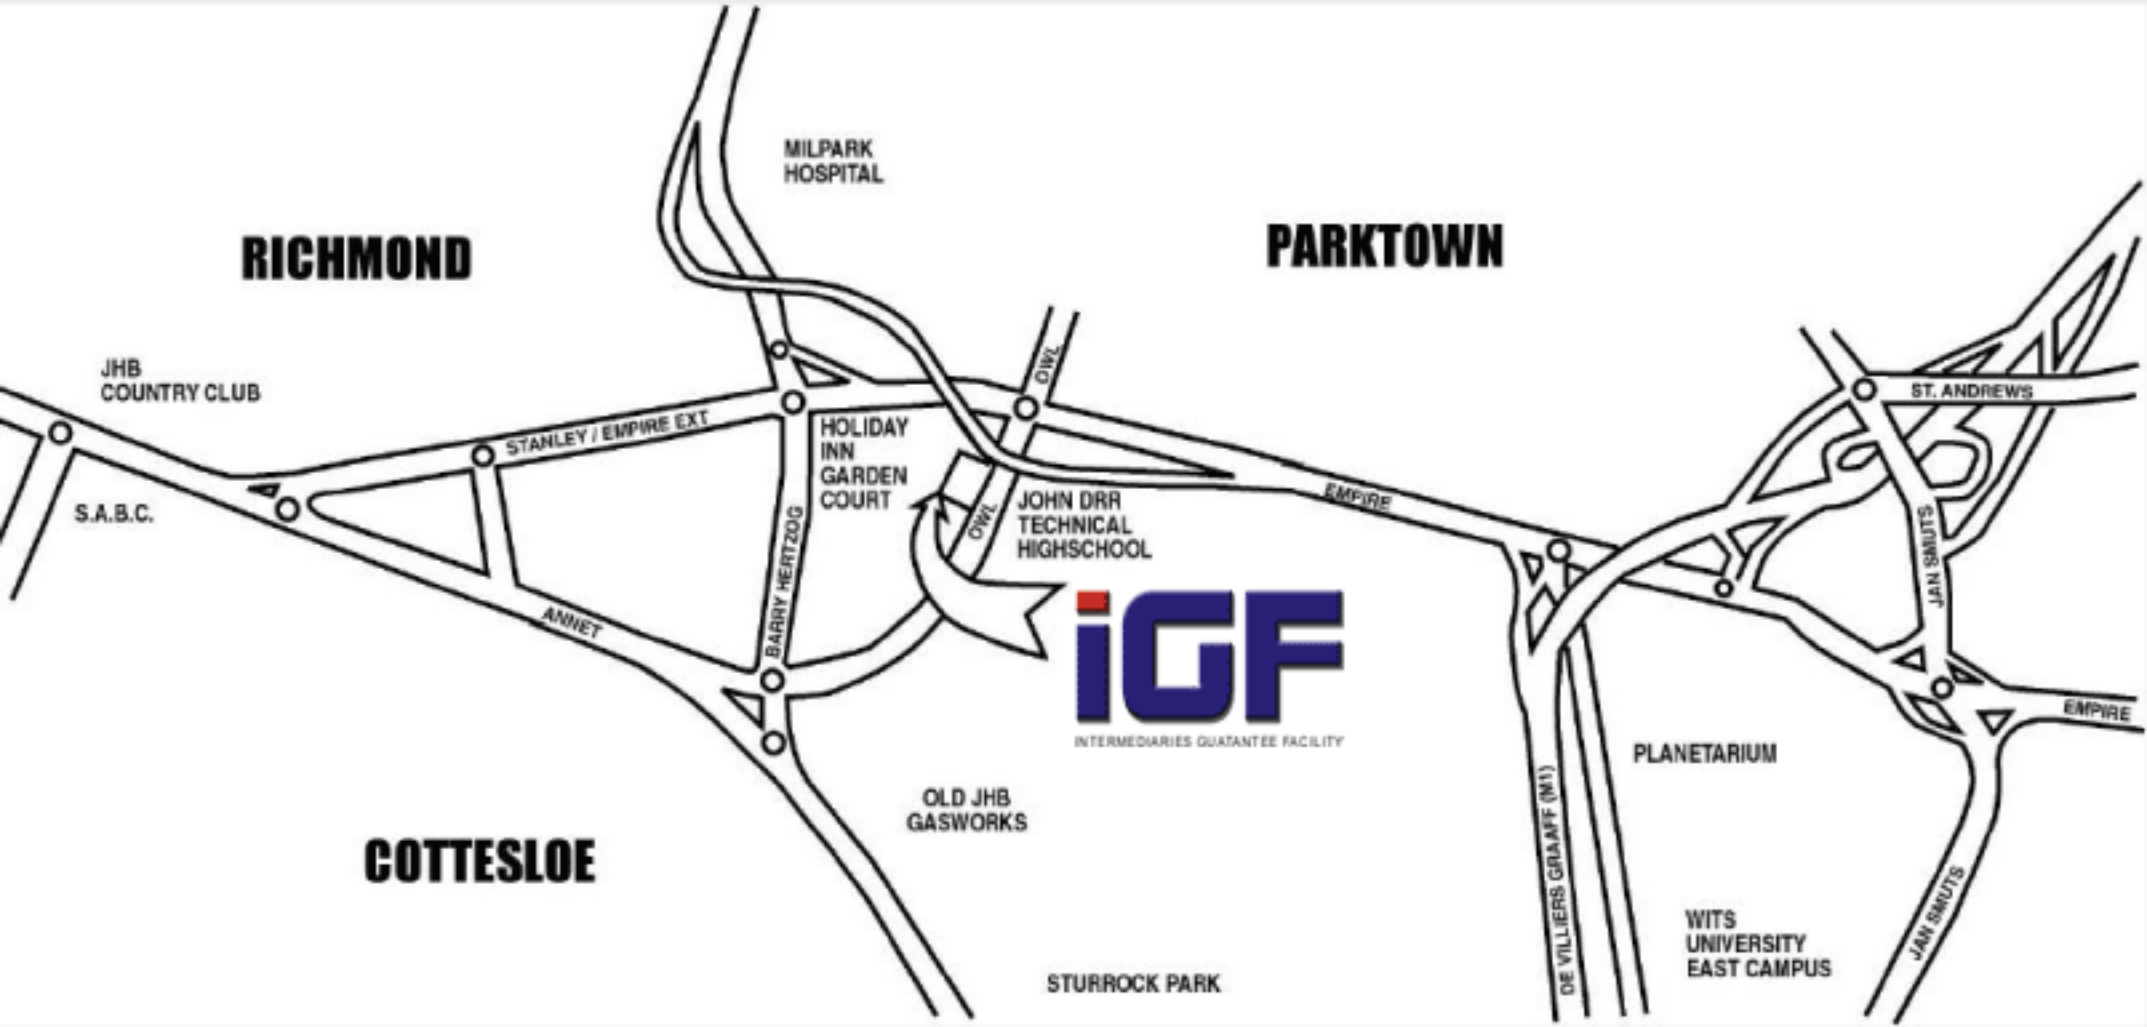 MILPARK
HOSPITAL
RICHMOND
PARKTOWN
JHB
COUNTRY CLUB
OWL
ST. ANDREWS
STANLEY / EMPIRE EXT
HOLIDAY
INN
GARDEN
COURT
S.A.B.C.
OWL
JOHN DRR
TECHNICAL
HIGHSCHOOL
EMPIRE
JAN SMUTS
BARRY HERTZOG
ANNET
iGF
INTERMEDIARIES GUATANTEE FACILITY
EMPIRE
PLANETARIUM
OLD JHB
GASWORKS
COTTESLOE
DE VILLIERS GRAAFF (M1)
JAN SMUTS
WITS
UNIVERSITY
EAST CAMPUS
STURROCK PARK